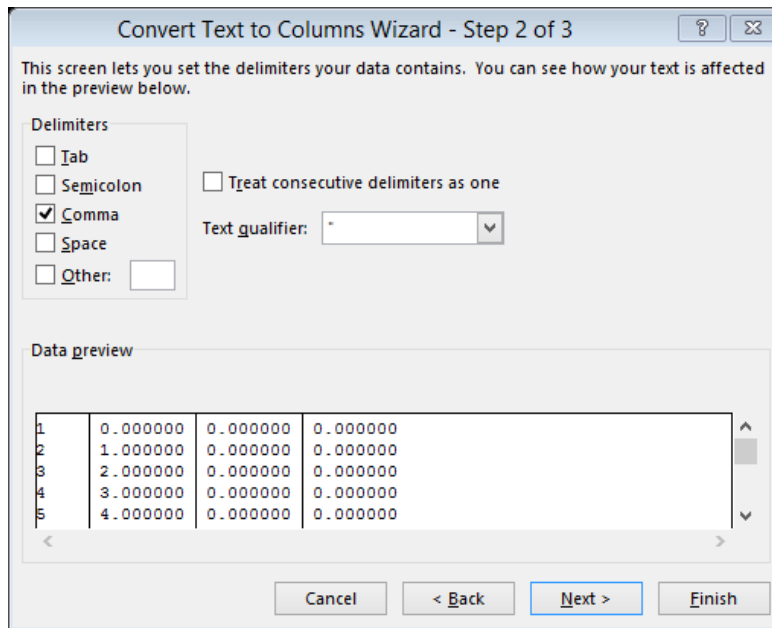 Convert Text to Columns Wizard - Step 2 of 3
?
This screen lets you set the delimiters your data contains.  You can see how your text is affected
in the preview below.
Delimiters
Tab
Semicolon
Comma
Space
Other:
Treat consecutive delimiters as one
Text qualifier: "
Data preview
1 0.000000 0.000000 0.000000
2 1.000000 0.000000 0.000000
3 2.000000 0.000000 0.000000
4 3.000000 0.000000 0.000000
5 4.000000 0.000000 0.000000
Cancel < Back Next > Finish